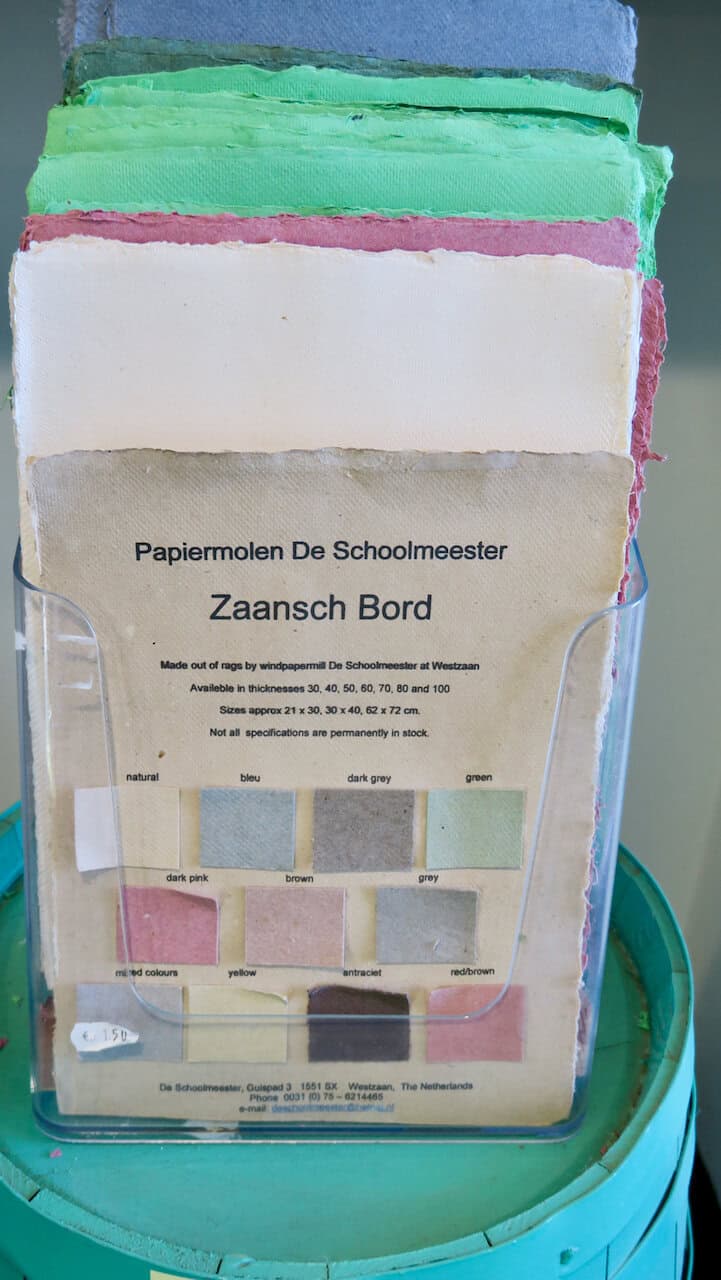 Papiermolen De Schoolmeester
Zaansch Bord
Made out of rags by windpapermill De Schoolmeester at Westzaan
Available in thicknesses 30, 40, 50, 60, 70, 80 and 100
Sizes approx 21 x 30, 30 x 40, 62 x 72 cm.
Not all specifications are permanently in stock.
natural bleu dark grey green
dark pink brown grey
mixed colours yellow antraciet red/brown
€ 1.50
De Schoolmeester, Guispad 3 1551 SX Westzaan, The Netherlands
Phone 0031 (0) 75 – 6214465
e-mail: